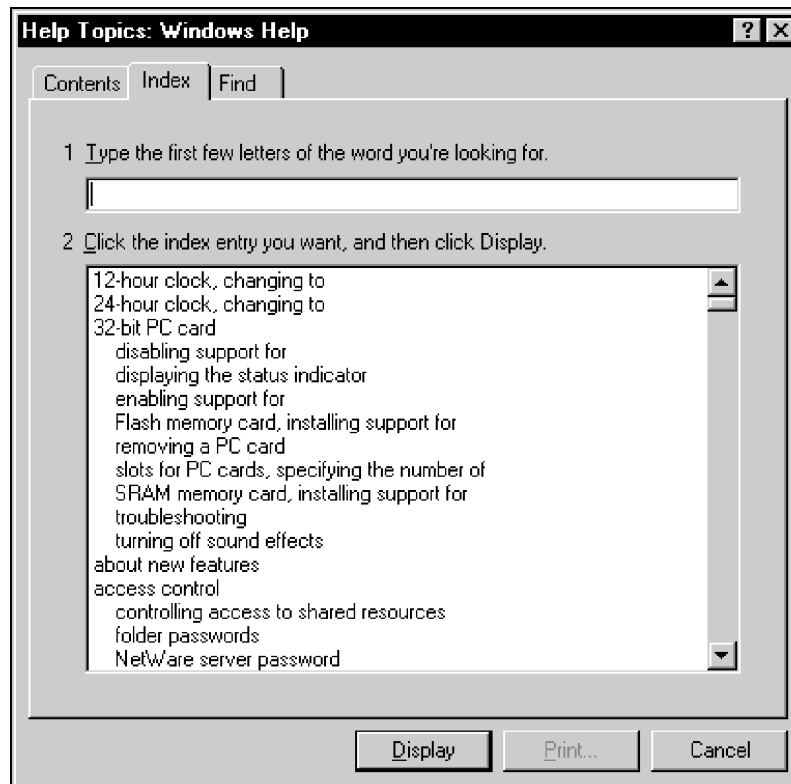 Help Topics: Windows Help
Contents Index Find
1 Type the first few letters of the word you're looking for.
2 Click the index entry you want, and then click Display.
12-hour clock, changing to
24-hour clock, changing to
32-bit PC card
disabling support for
displaying the status indicator
enabling support for
Flash memory card, installing support for
removing a PC card
slots for PC cards, specifying the number of
SRAM memory card, installing support for
troubleshooting
turning off sound effects
about new features
access control
controlling access to shared resources
folder passwords
NetWare server password
Display Print... Cancel